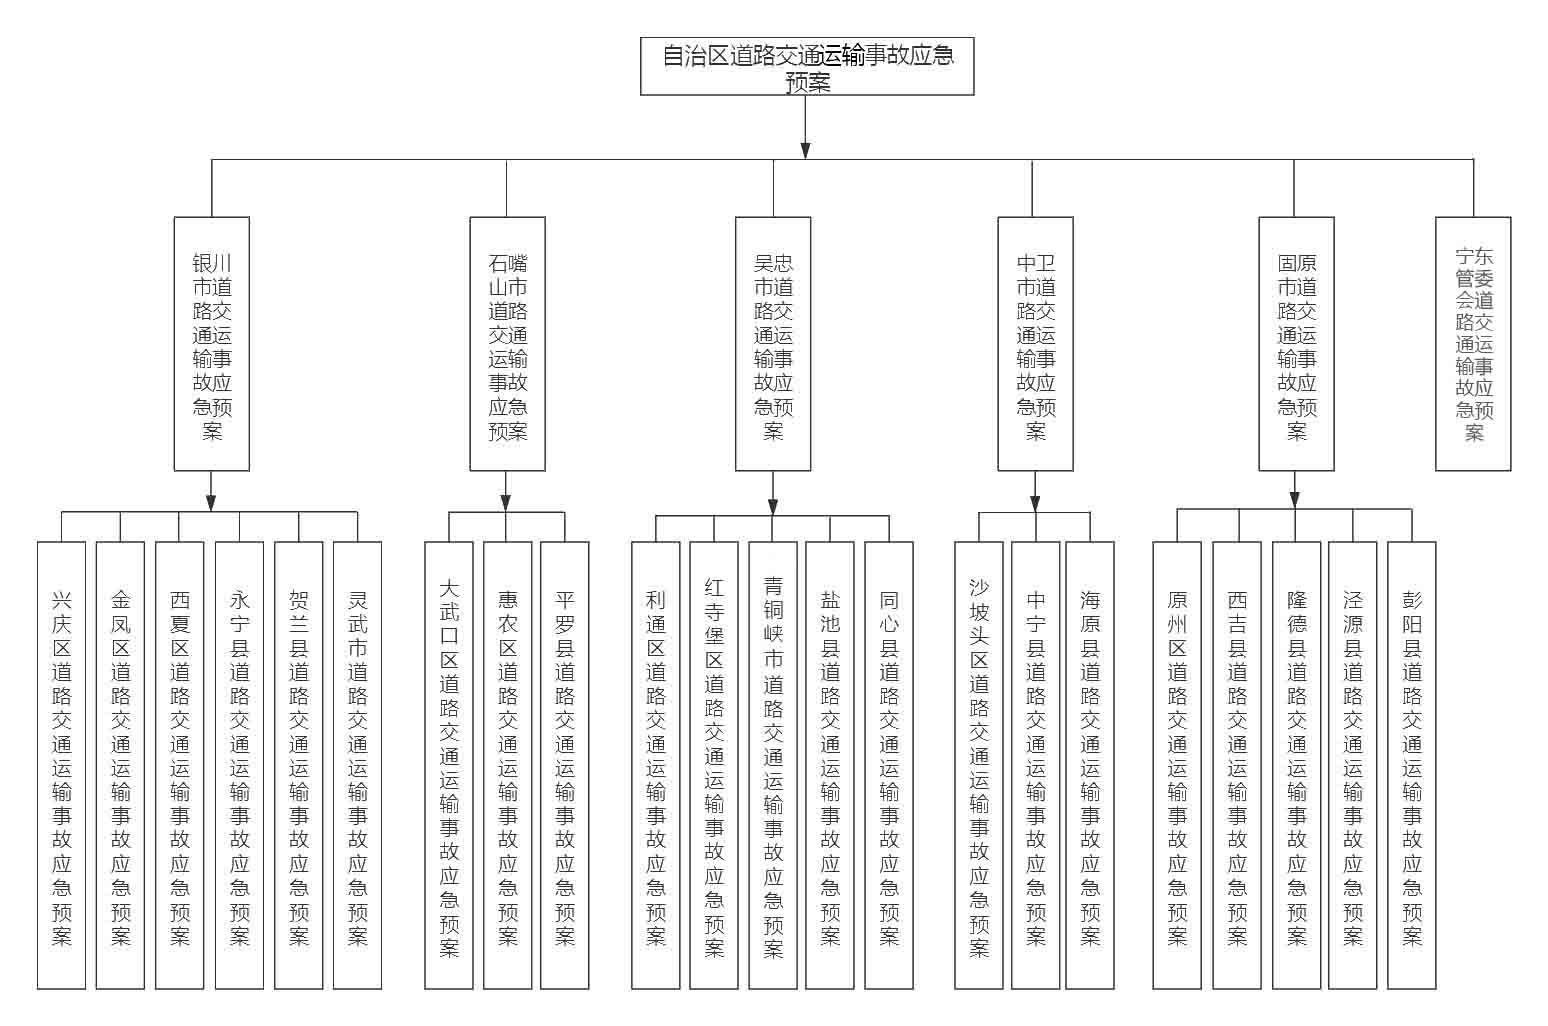 自治区道路交通运输事故应急
预案
银川
市道
路交
通运
输事
故应
急预
案
石嘴
山市
道路
交通
运输
事故
应急
预案
吴忠
市道
路交
通运
输事
故应
急预
案
中卫
市道
路交
通运
输事
故应
急预
案
固原
市道
路交
通运
输事
故应
急预
案
宁东
管委
会道
路交
通运
输事
故应
急预
案
兴庆区道路交通运输事故应急预案
金凤区道路交通运输事故应急预案
西夏区道路交通运输事故应急预案
永宁县道路交通运输事故应急预案
贺兰县道路交通运输事故应急预案
灵武市道路交通运输事故应急预案
大武口区道路交通运输事故应急预案
惠农区道路交通运输事故应急预案
平罗县道路交通运输事故应急预案
利通区道路交通运输事故应急预案
红寺堡区道路交通运输事故应急预案
青铜峡市道路交通运输事故应急预案
盐池县道路交通运输事故应急预案
同心县道路交通运输事故应急预案
沙坡头区道路交通运输事故应急预案
中宁县道路交通运输事故应急预案
海原县道路交通运输事故应急预案
原州区道路交通运输事故应急预案
西吉县道路交通运输事故应急预案
隆德县道路交通运输事故应急预案
泾源县道路交通运输事故应急预案
彭阳县道路交通运输事故应急预案